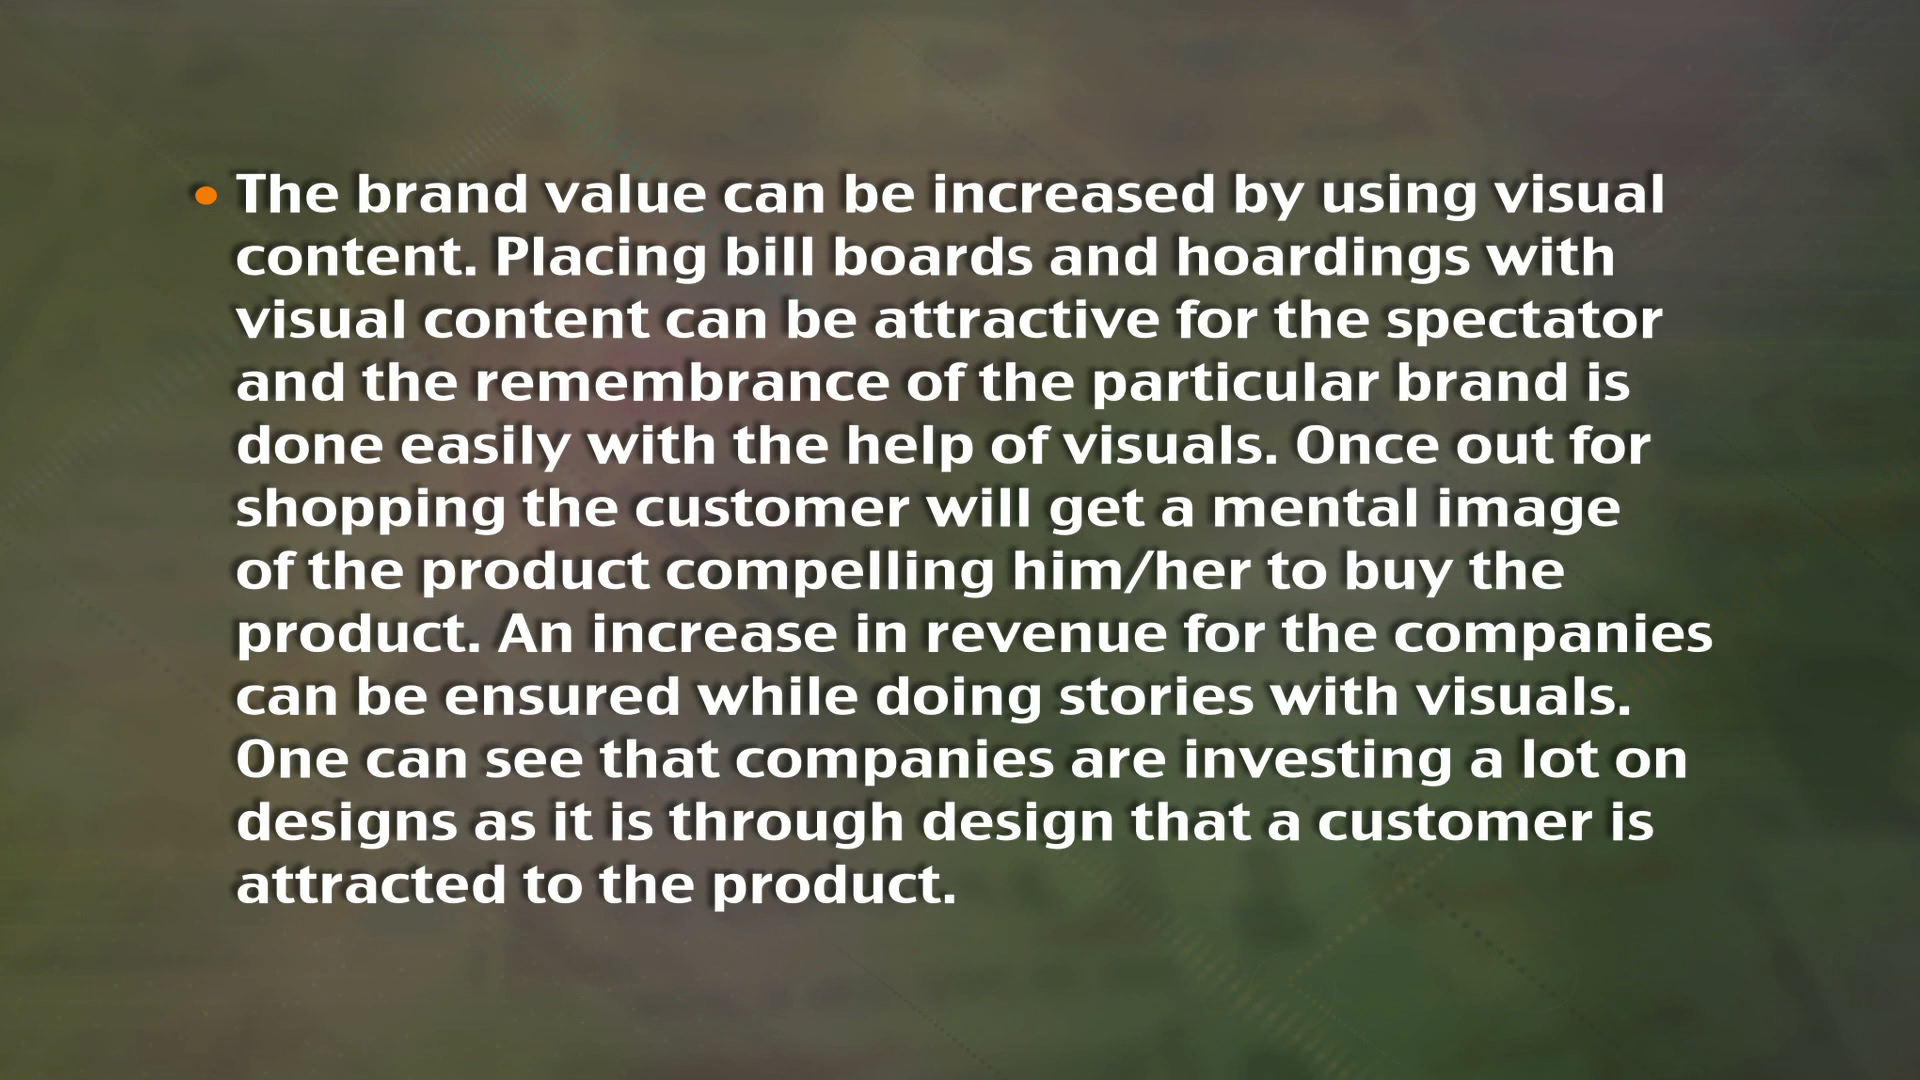 • The brand value can be increased by using visual
content. Placing bill boards and hoardings with
visual content can be attractive for the spectator
and the remembrance of the particular brand is
done easily with the help of visuals. Once out for
shopping the customer will get a mental image
of the product compelling him/her to buy the
product. An increase in revenue for the companies
can be ensured while doing stories with visuals.
One can see that companies are investing a lot on
designs as it is through design that a customer is
attracted to the product.